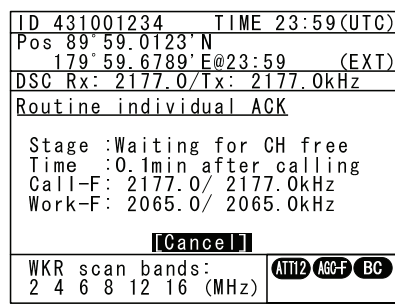 ID 431001234 TIME 23:59(UTC)
Pos 89°59.0123'N
179°59.6789'E@23:59 (EXT)
DSC Rx: 2177.0/Tx: 2177.0kHz
Routine individual ACK
Stage :Waiting for CH free
Time :0.1min after calling
Call-F: 2177.0/ 2177.0kHz
Work-F: 2065.0/ 2065.0kHz
[Cancel]
WKR scan bands: ATT12 AGC-F BC
2 4 6 8 12 16 (MHz)